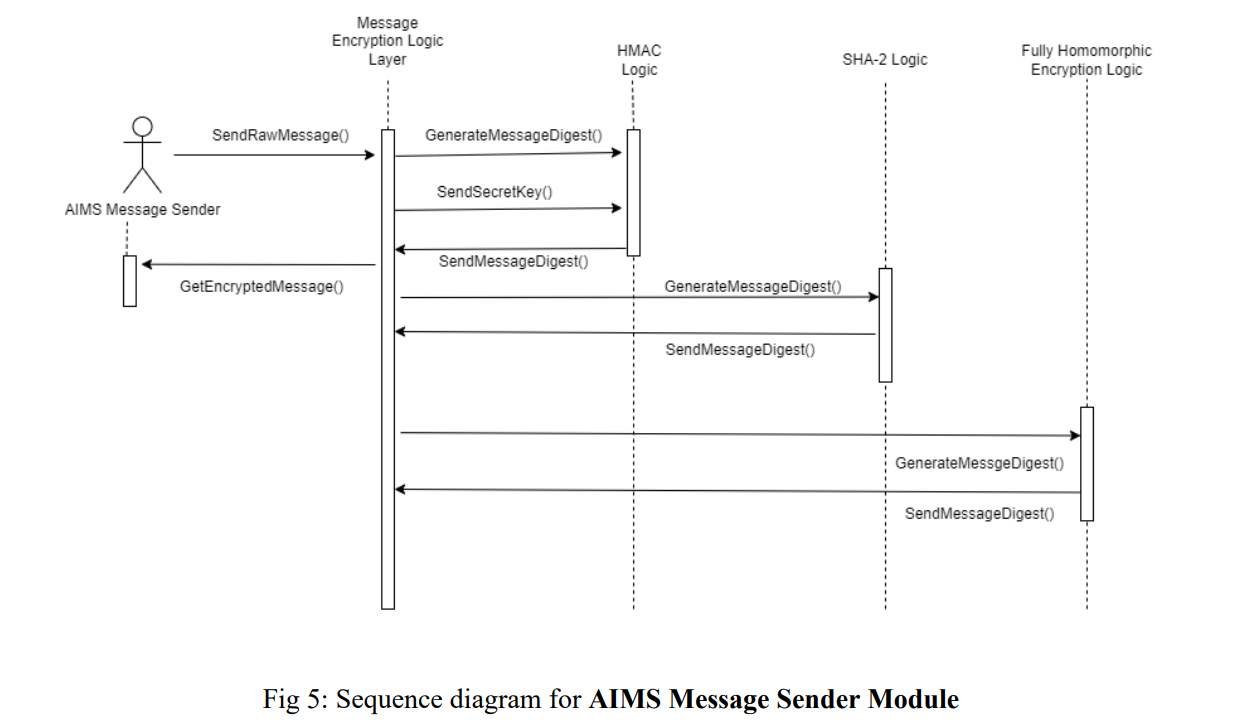 Message
Encryption Logic
Layer
HMAC
Logic
SHA-2 Logic
Fully Homomorphic
Encryption Logic
SendRawMessage()
GenerateMessageDigest()
SendSecretKey()
AIMS Message Sender
SendMessageDigest()
GetEncryptedMessage()
GenerateMessageDigest()
SendMessageDigest()
GenerateMessgeDigest()
SendMessageDigest()
Fig 5: Sequence diagram for AIMS Message Sender Module